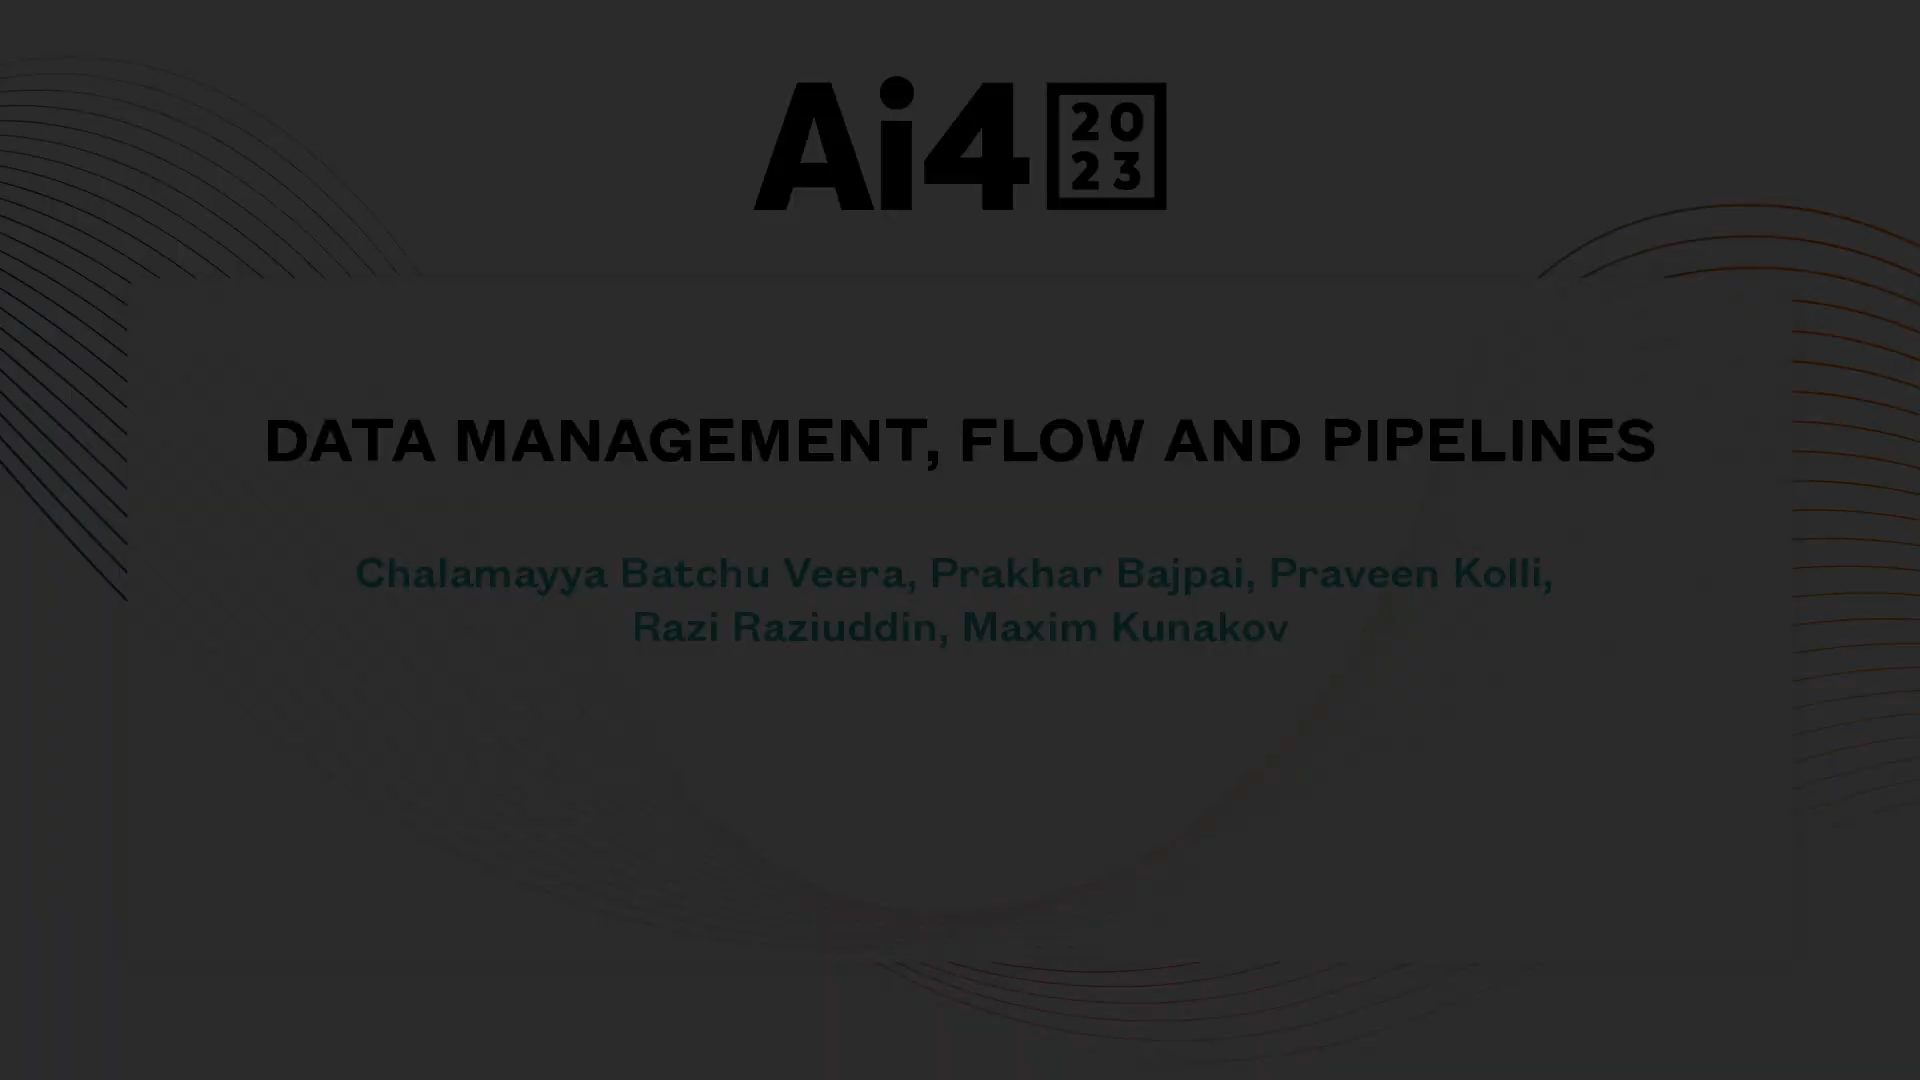 Ai4 20
23
DATA MANAGEMENT, FLOW AND PIPELINES
Chalamayya Batchu Veera, Prakhar Bajpai, Praveen Kolli,
Razi Raziuddin, Maxim Kunakov